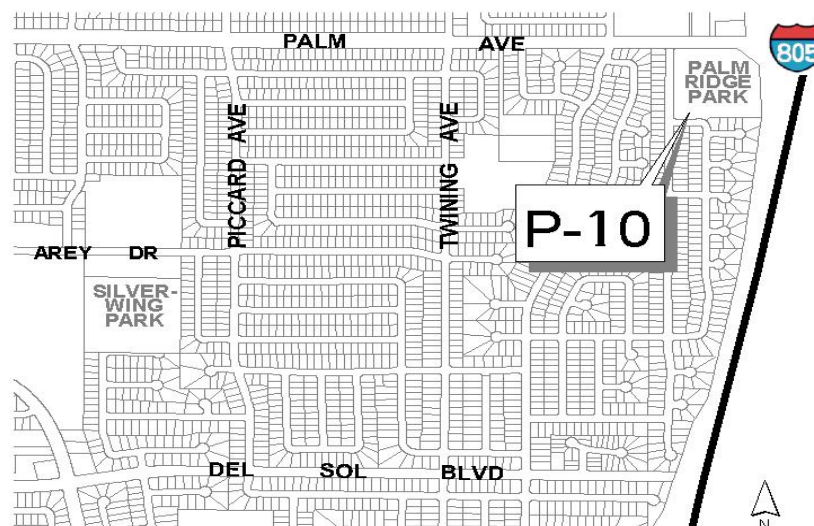 PALM AVE
805
PALM
RIDGE
PARK
PICCARD AVE
TWINING AVE
P-10
AREY DR
SILVER-
WING
PARK
DEL SOL BLVD
N